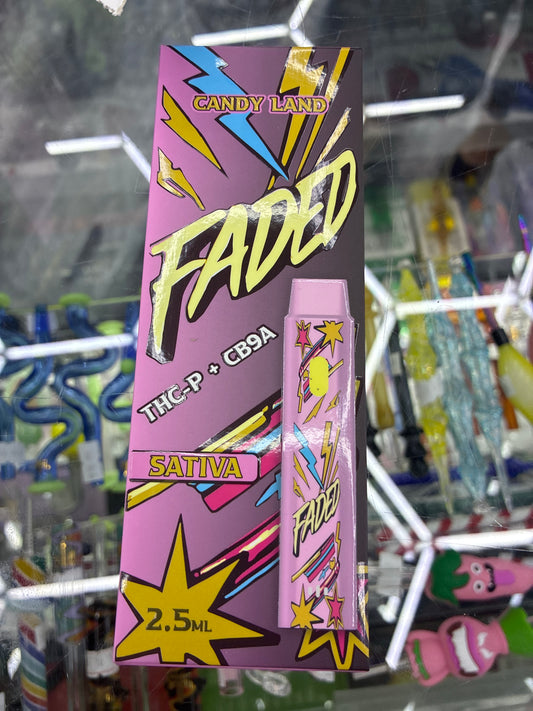 CANDY LAND
FADED
THC-P + CB9A
SATIVA
FADED
2.5ML